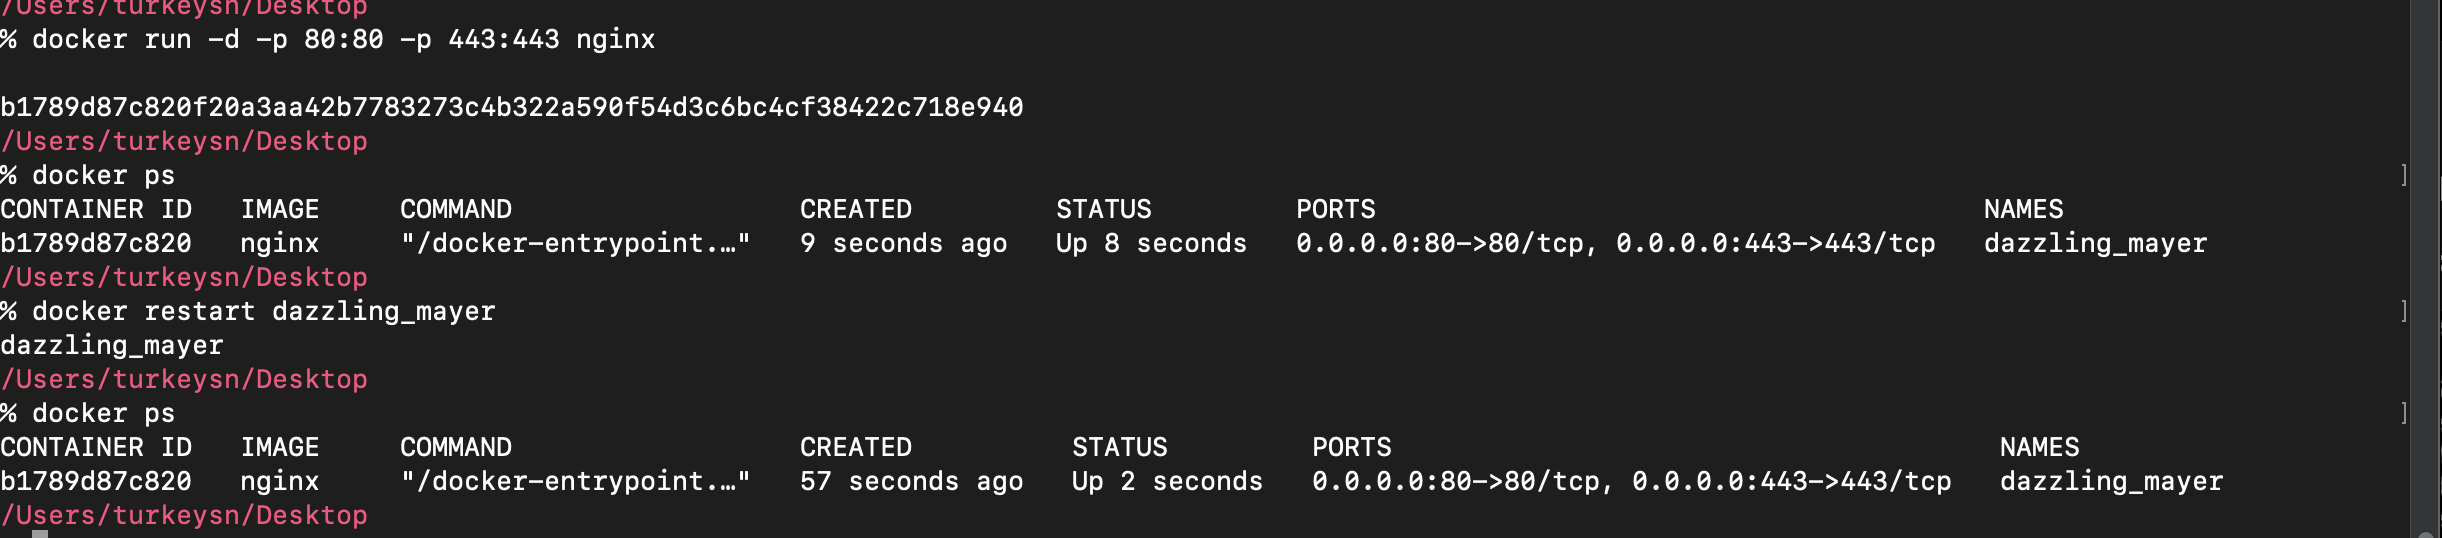 /Users/turkeysn/Desktop
% docker run -d -p 80:80 -p 443:443 nginx
b1789d87c820f20a3aa42b7783273c4b322a590f54d3c6bc4cf38422c718e940
/Users/turkeysn/Desktop
% docker ps ]
CONTAINER ID IMAGE COMMAND CREATED STATUS PORTS NAMES
b1789d87c820 nginx "/docker-entrypoint.…" 9 seconds ago Up 8 seconds 0.0.0.0:80->80/tcp, 0.0.0.0:443->443/tcp dazzling_mayer
/Users/turkeysn/Desktop
% docker restart dazzling_mayer ]
dazzling_mayer
/Users/turkeysn/Desktop
% docker ps ]
CONTAINER ID IMAGE COMMAND CREATED STATUS PORTS NAMES
b1789d87c820 nginx "/docker-entrypoint.…" 57 seconds ago Up 2 seconds 0.0.0.0:80->80/tcp, 0.0.0.0:443->443/tcp dazzling_mayer
/Users/turkeysn/Desktop